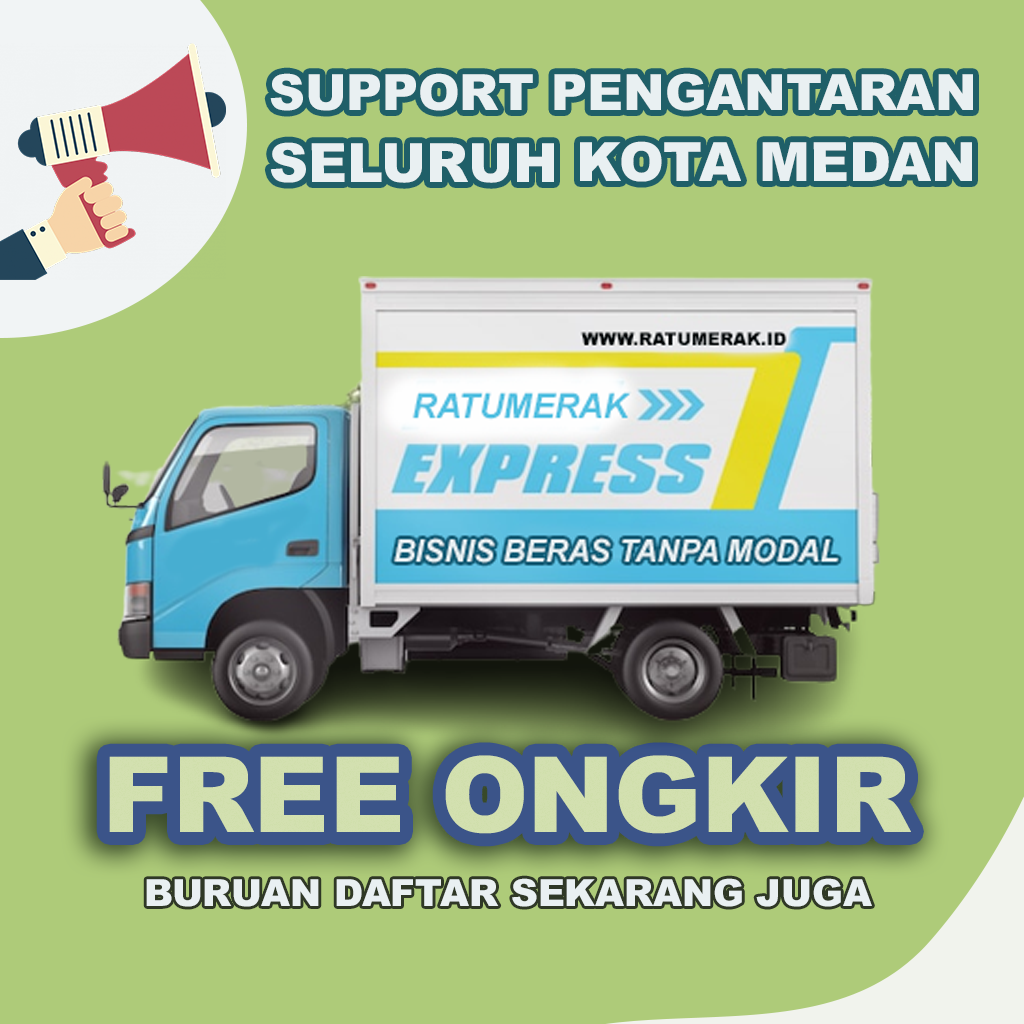 SUPPORT PENGANTARAN
SELURUH KOTA MEDAN
WWW.RATUMERAK.ID
RATUMERAK
EXPRESS
BISNIS BERAS TANPA MODAL
FREE ONGKIR
BURUAN DAFTAR SEKARANG JUGA